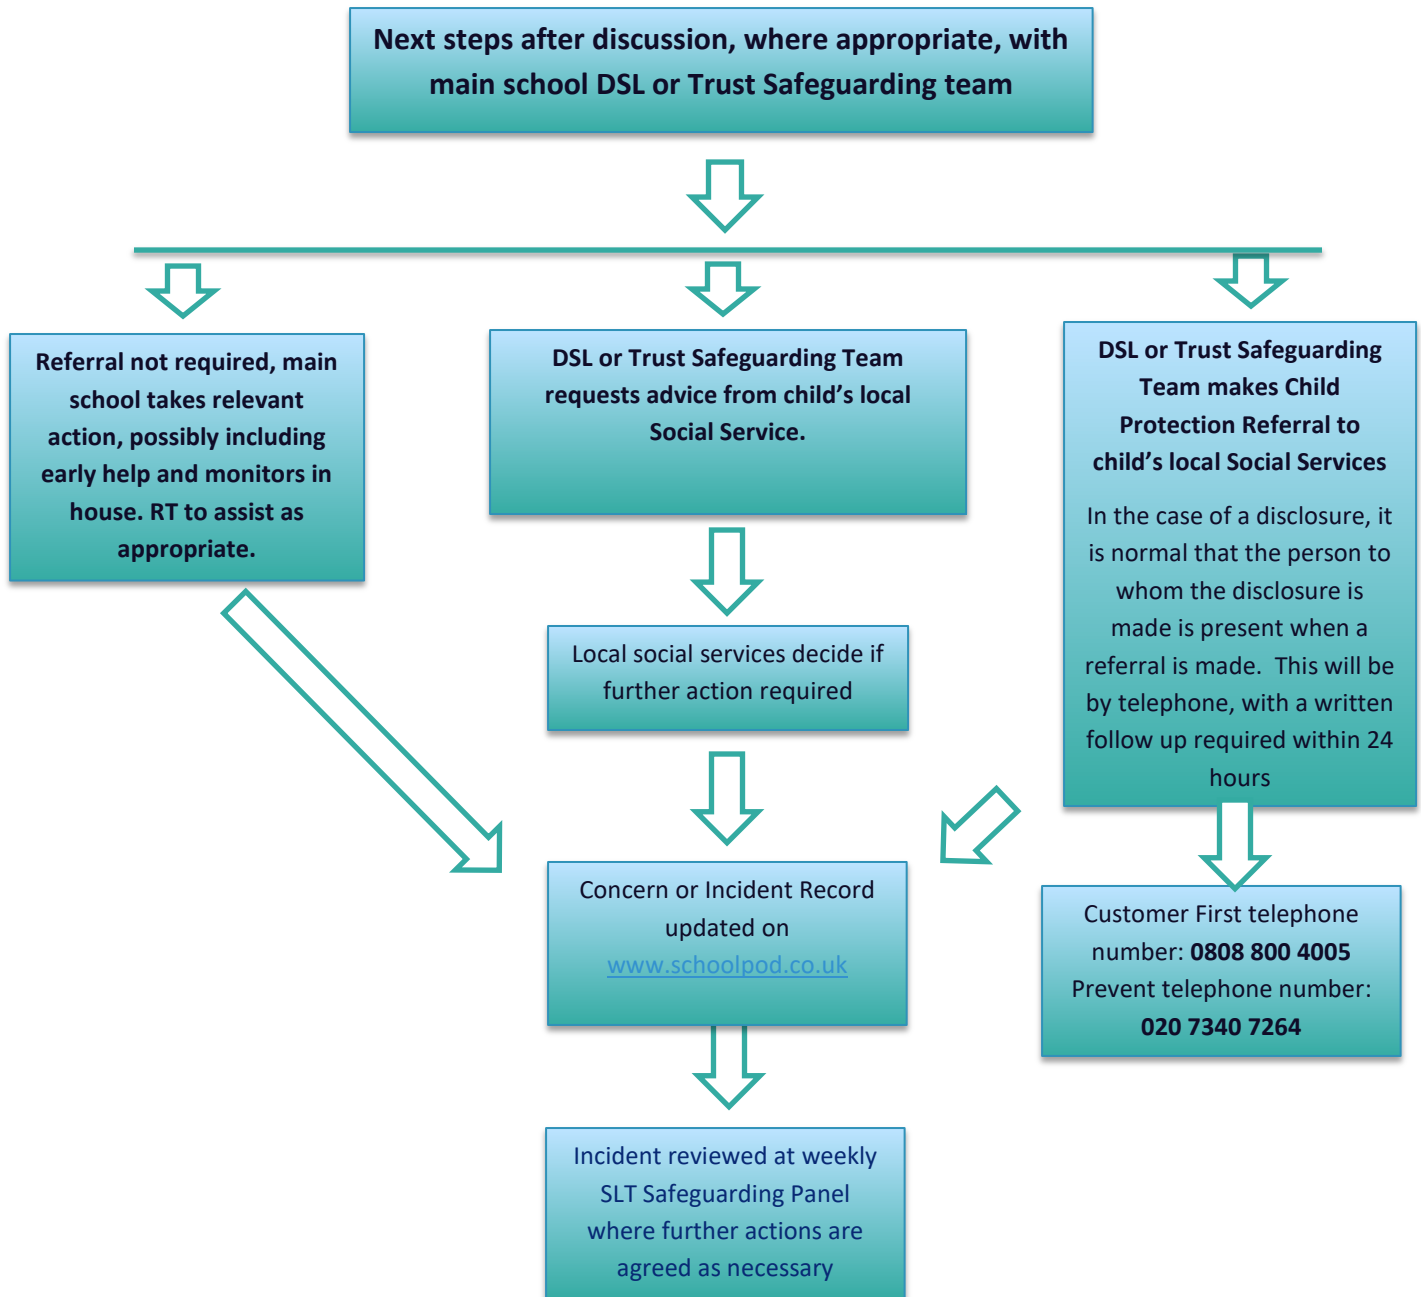 Next steps after discussion, where appropriate, with
main school DSL or Trust Safeguarding team
Referral not required, main
school takes relevant
action, possibly including
early help and monitors in
house. RT to assist as
appropriate.
DSL or Trust Safeguarding Team
requests advice from child’s local
Social Service.
DSL or Trust Safeguarding
Team makes Child
Protection Referral to
child’s local Social Services
In the case of a disclosure, it
is normal that the person to
whom the disclosure is
made is present when a
referral is made.  This will be
by telephone, with a written
follow up required within 24
hours
Local social services decide if
further action required
Concern or Incident Record
updated on
www.schoolpod.co.uk
Customer First telephone
number: 0808 800 4005
Prevent telephone number:
020 7340 7264
Incident reviewed at weekly
SLT Safeguarding Panel
where further actions are
agreed as necessary